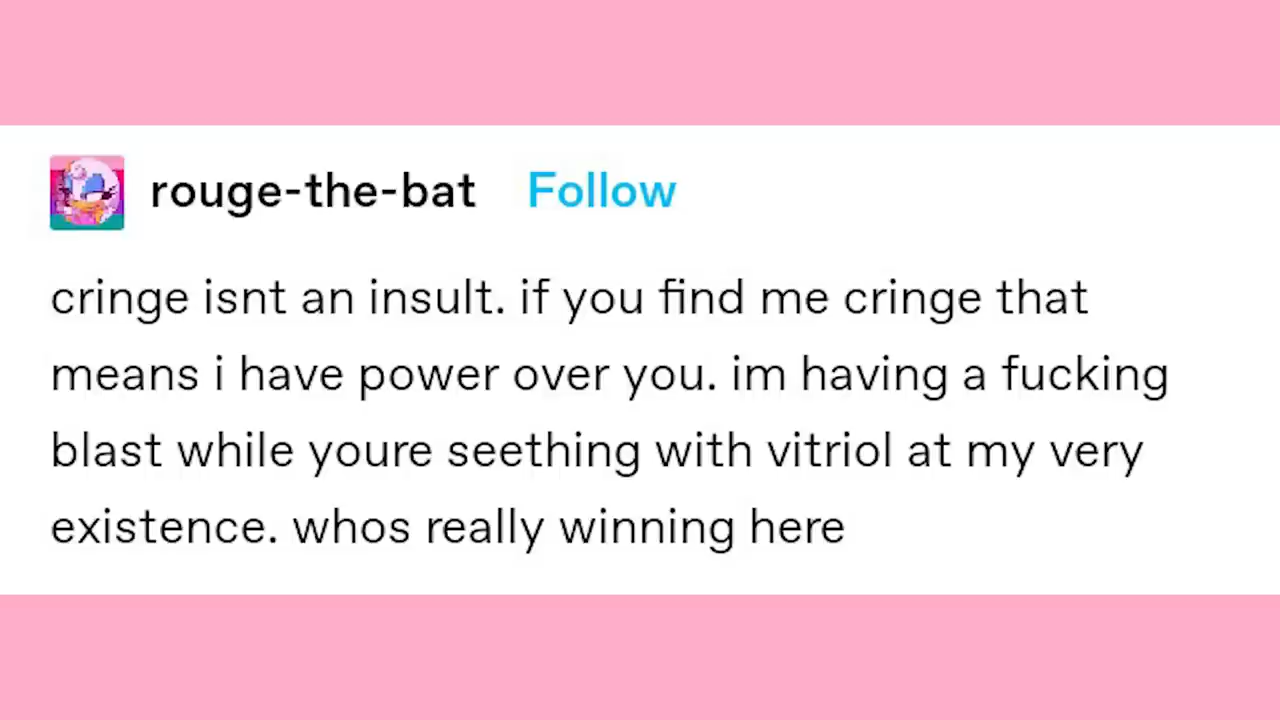 rouge-the-bat Follow
cringe isnt an insult. if you find me cringe that
means i have power over you. im having a fucking
blast while youre seething with vitriol at my very
existence. whos really winning here